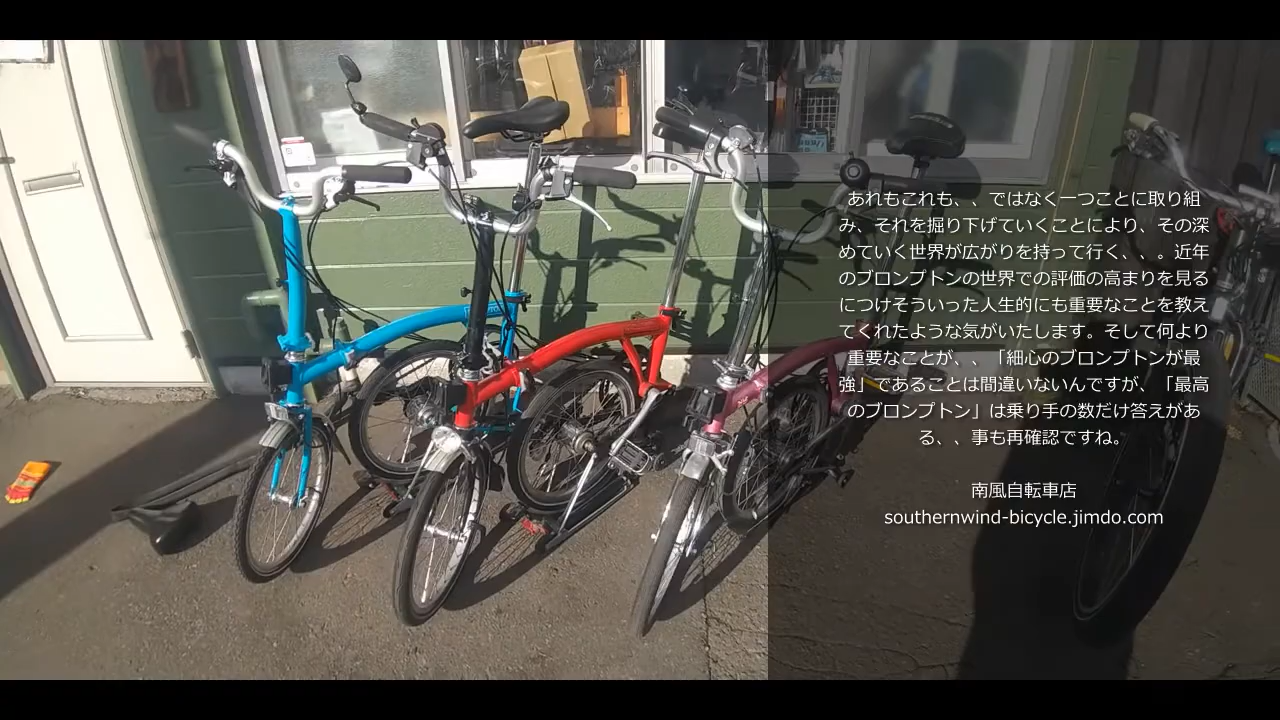 あれもこれも、、ではなく一つことに取り組
み、それを掘り下げていくことにより、その深
めていく世界が広がりを持って行く、、。近年
のブロンプトンの世界での評価の高まりを見る
につけそういった人生的にも重要なことを教え
てくれたような気がいたします。そして何より
重要なことが、、「細心のブロンプトンが最
強」であることは間違いないんですが、「最高
のブロンプトン」は乗り手の数だけ答えがあ
る、、事も再確認ですね。
南風自転車店
southernwind-bicycle.jimdo.com